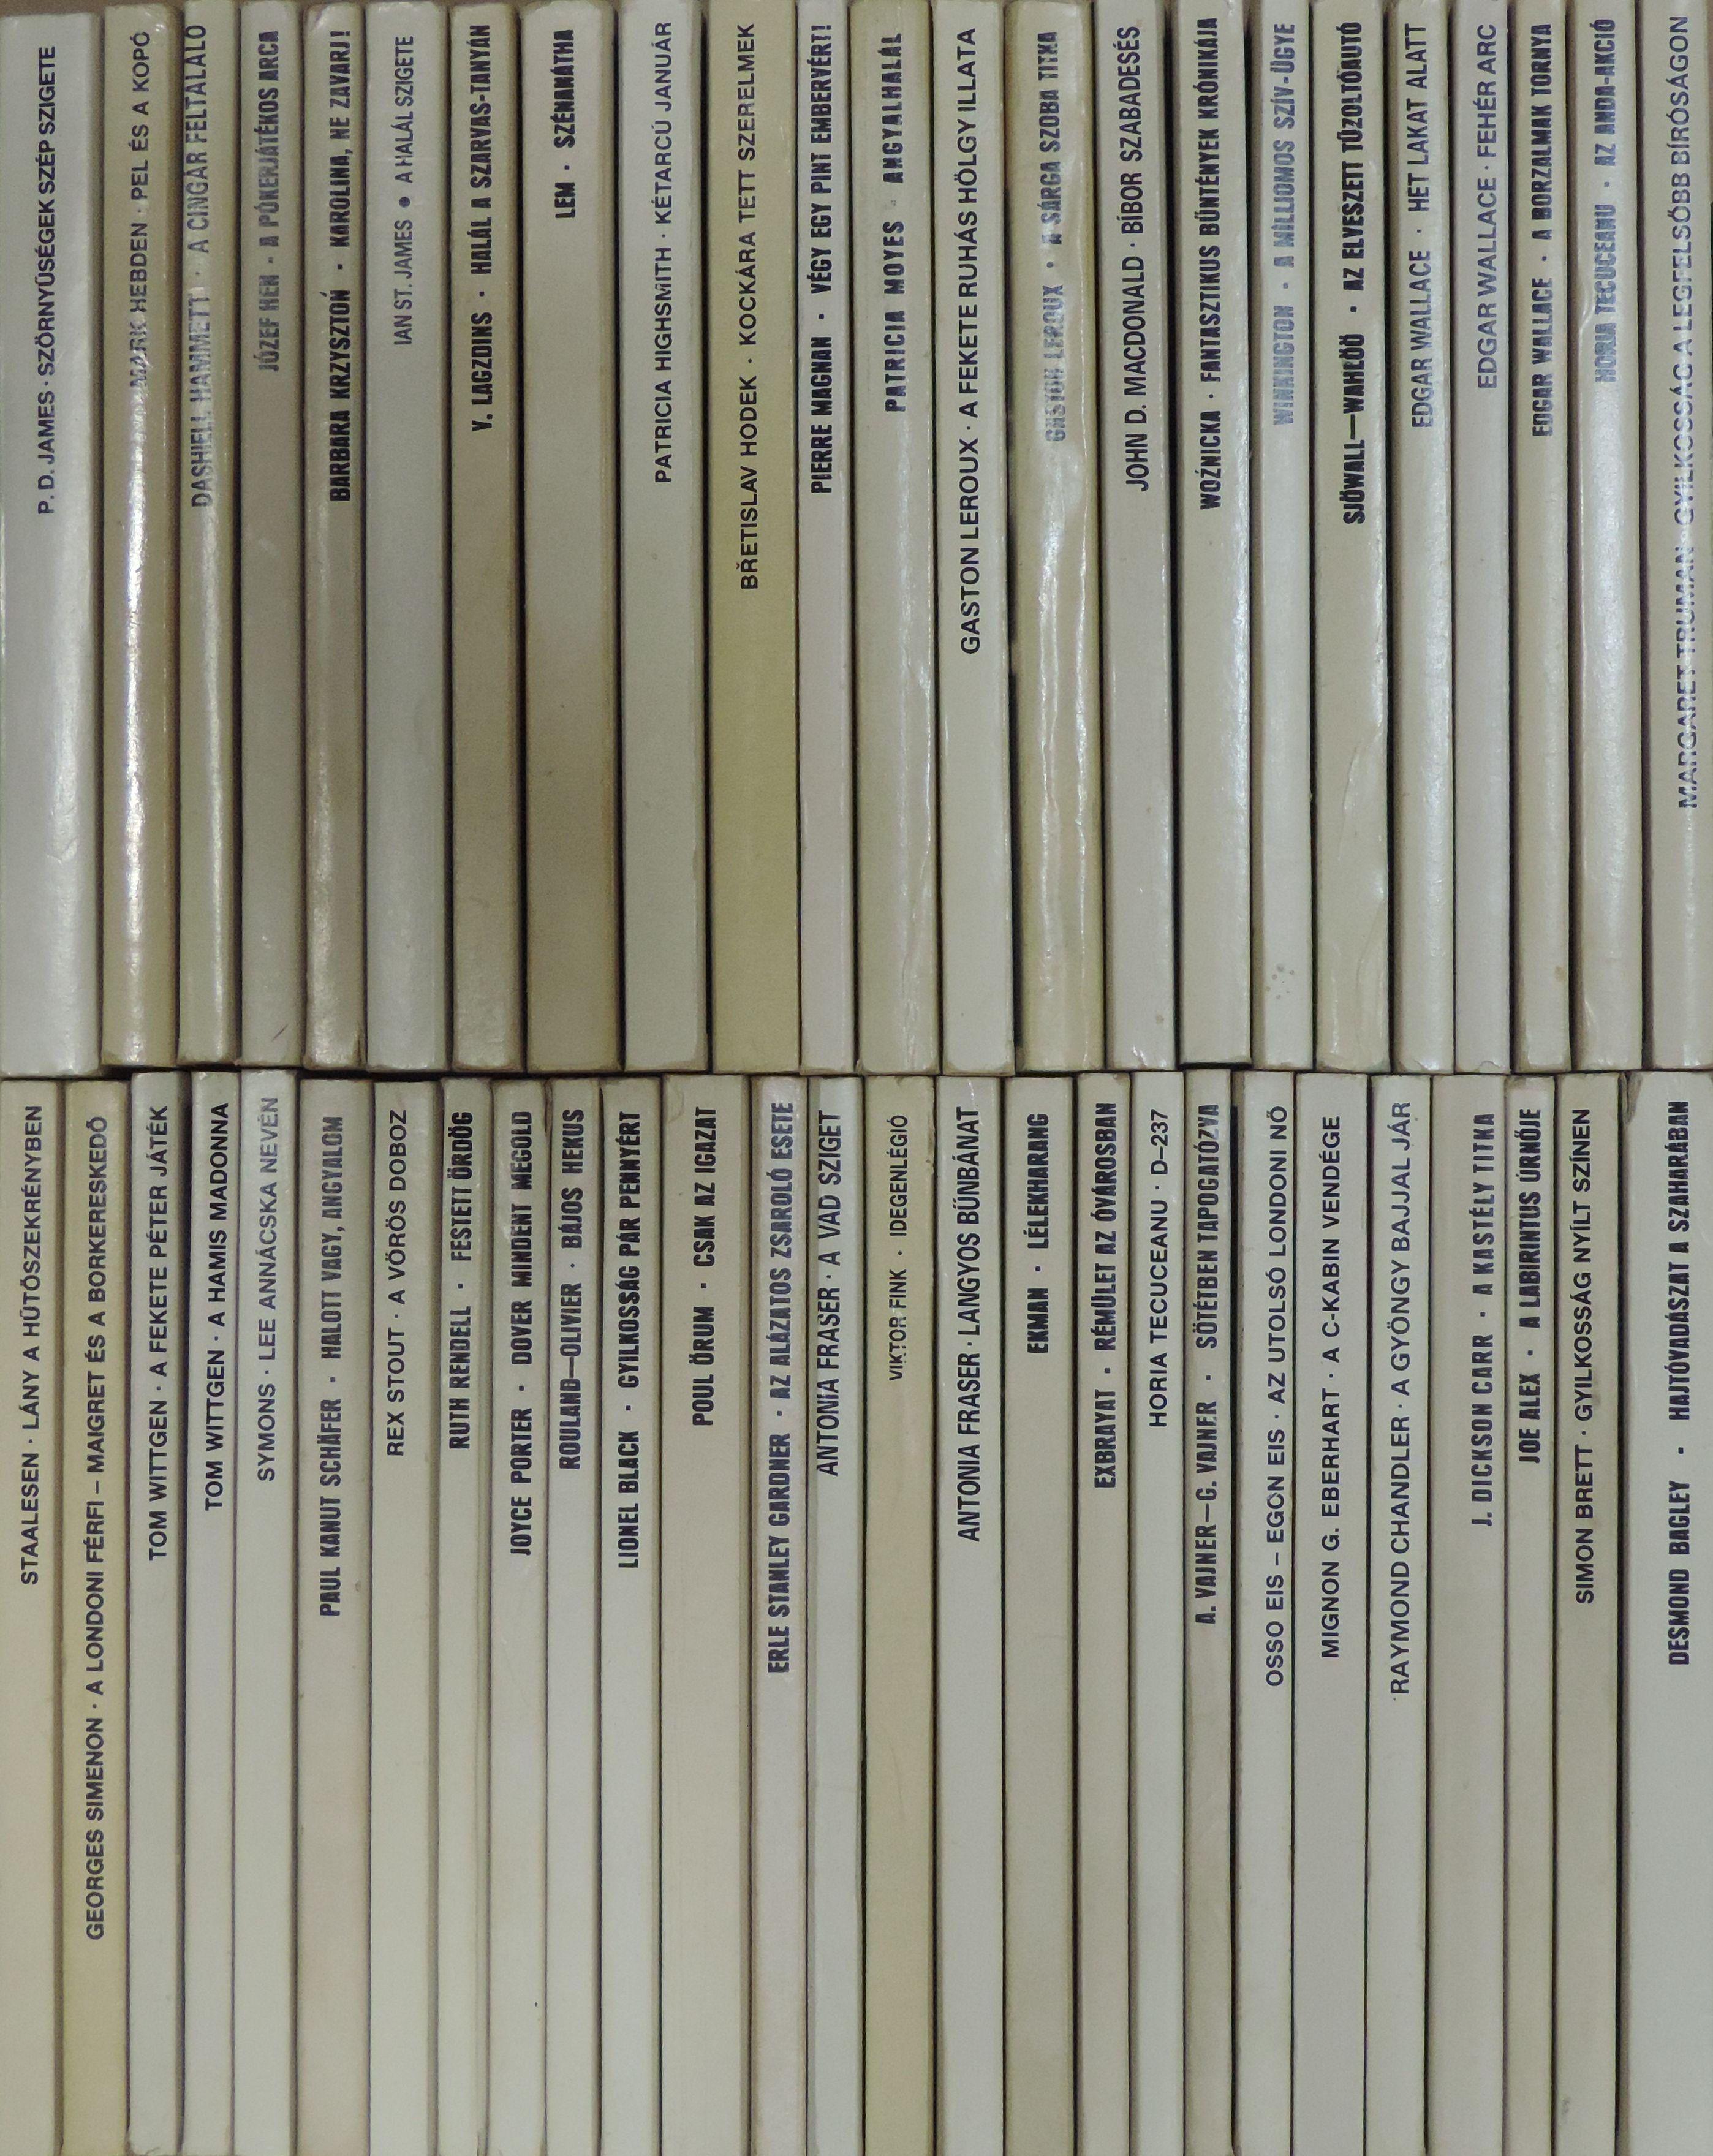 P. D. JAMES · SZÖRNYŰSÉGEK SZÉP SZIGETE
MARK HEBDEN · PEL ÉS A KOPÓ
DASHIELL HAMMETT · A CINGÁR FELTALÁLÓ
JÓZEF HEN · A PÓKERJÁTÉKOS ARCA
BARBARA KRZYSZTOŃ · KAROLINA, NE ZAVARJ!
IAN ST. JAMES • A HALÁL SZIGETE
V. LAGZDINS · HALÁL A SZARVAS-TANYÁN
LEM · SZÉNANÁTHA
PATRICIA HIGHSMITH · KÉTARCÚ JANUÁR
BŘETISLAV HODEK · KOCKÁRA TETT SZERELMEK
PIERRE MAGNAN · VÉGY EGY PINT EMBERVÉRT!
PATRICIA MOYES · ANGYALHALÁL
GASTON LEROUX · A FEKETE RUHÁS HÖLGY ILLATA
GASTON LEROUX · A SÁRGA SZOBA TITKA
JOHN D. MACDONALD · BÍBOR SZABADESÉS
WOŹNICKA · FANTASZTIKUS BŰNTÉNYEK KRÓNIKÁJA
WINNINGTON · A MILLIOMOS SZÍV-ÜGYE
SJÖWALL—WAHLÖÖ · AZ ELVESZETT TŰZOLTÓAUTÓ
EDGAR WALLACE · HÉT LAKAT ALATT
EDGAR WALLACE · FEHÉR ARC
EDGAR WALLACE · A BORZALMAK TORNYA
HORIA TECUCEANU · AZ ANDA-AKCIÓ
MARGARET TRUMAN · GYILKOSSÁG A LEGFELSŐBB BÍRÓSÁGON
STAALESEN · LÁNY A HŰTŐSZEKRÉNYBEN
GEORGES SIMENON · A LONDONI FÉRFI – MAIGRET ÉS A BORKERESKEDŐ
TOM WITTGEN · A FEKETE PÉTER JÁTÉK
TOM WITTGEN · A HAMIS MADONNA
SYMONS · LEE ANNÁCSKA NEVÉN
PAUL KANUT SCHÄFER · HALOTT VAGY, ANGYALOM
REX STOUT · A VÖRÖS DOBOZ
RUTH RENDELL · FESTETT ÖRDÖG
JOYCE PORTER · DOVER MINDENT MEGOLD
ROULAND—OLIVIER · BÁJOS HEKUS
LIONEL BLACK · GYILKOSSÁG PÁR PENNYÉRT
POUL ÖRUM · CSAK AZ IGAZAT
ERLE STANLEY GARDNER · AZ ALÁZATOS ZSAROLÓ ESETE
ANTONIA FRASER · A VAD SZIGET
VIKTOR FINK · IDEGENLÉGIÓ
ANTONIA FRASER · LANGYOS BŰNBÁNAT
EKMAN · LÉLEKHARANG
EXBRAYAT · RÉMÜLET AZ ÓVÁROSBAN
HORIA TECUCEANU · D–237
A. VAJNER—G. VAJNER · SÖTÉTBEN TAPOGATÓZVA
OSSO EIS – EGON EIS · AZ UTOLSÓ LONDONI NŐ
MIGNON G. EBERHART · A C-KABIN VENDÉGE
RAYMOND CHANDLER · A GYÖNGY BAJJAL JÁR
J. DICKSON CARR · A KASTÉLY TITKA
JOE ALEX · A LABIRINTUS ÚRNŐJE
SIMON BRETT · GYILKOSSÁG NYÍLT SZÍNEN
DESMOND BAGLEY · HAJTÓVADÁSZAT A SZAHARÁBAN